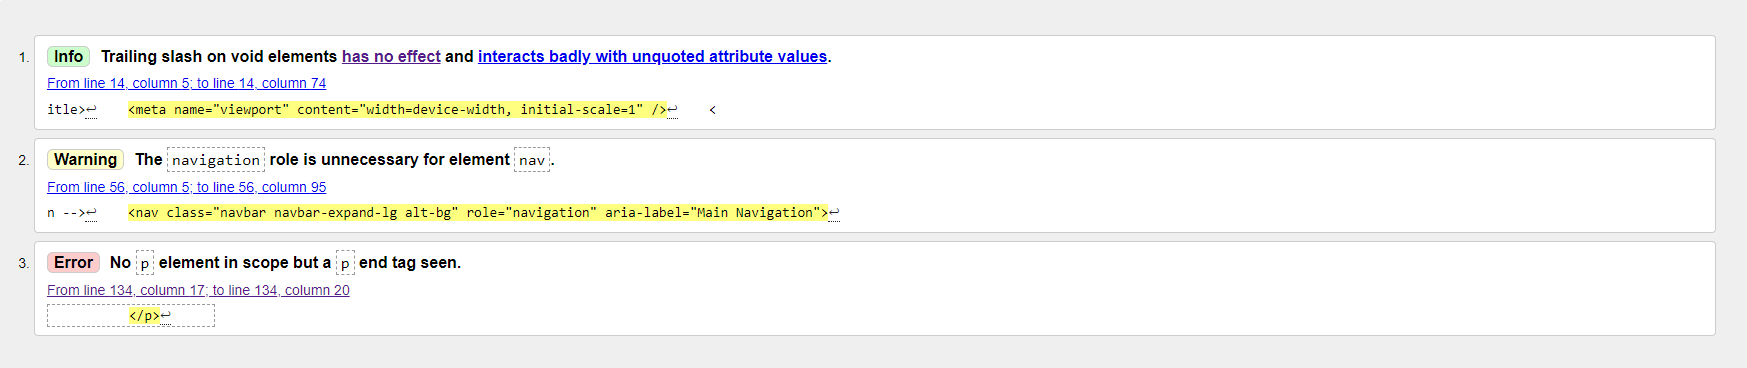 1. Info Trailing slash on void elements has no effect and interacts badly with unquoted attribute values.
From line 14, column 5; to line 14, column 74
itle>↩ <meta name="viewport" content="width=device-width, initial-scale=1" />↩ <
2. Warning The navigation role is unnecessary for element nav.
From line 56, column 5; to line 56, column 95
n -->↩ <nav class="navbar navbar-expand-lg alt-bg" role="navigation" aria-label="Main Navigation">↩
3. Error No p element in scope but a p end tag seen.
From line 134, column 17; to line 134, column 20
</p>↩